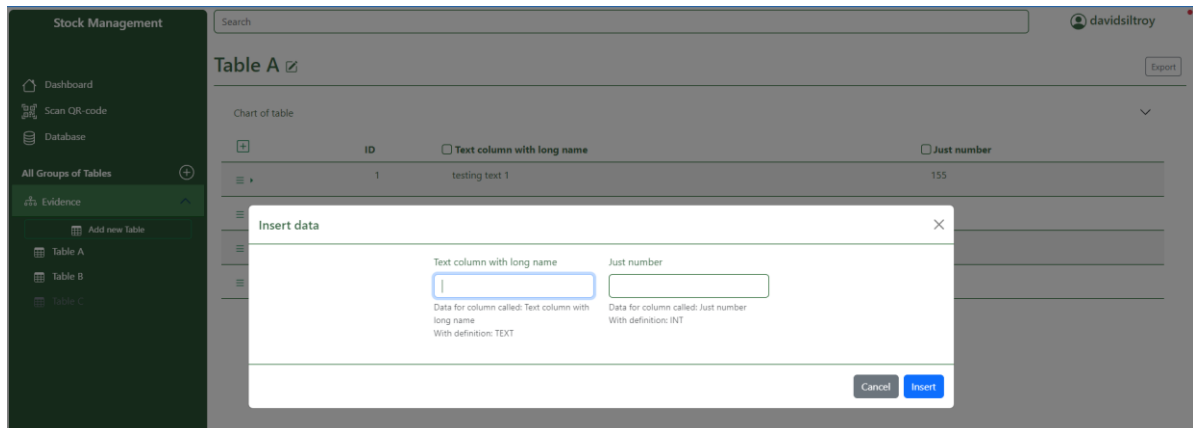 Stock Management
Search
davidsiltroy
Table A
Export
Dashboard
Scan QR-code
Database
Chart of table
ID
Text column with long name
Just number
All Groups of Tables
1
testing text 1
155
Evidence
Add new Table
Table A
Table B
Table C
Insert data
Text column with long name
Just number
Data for column called: Text column with
long name
With definition: TEXT
Data for column called: Just number
With definition: INT
Cancel
Insert